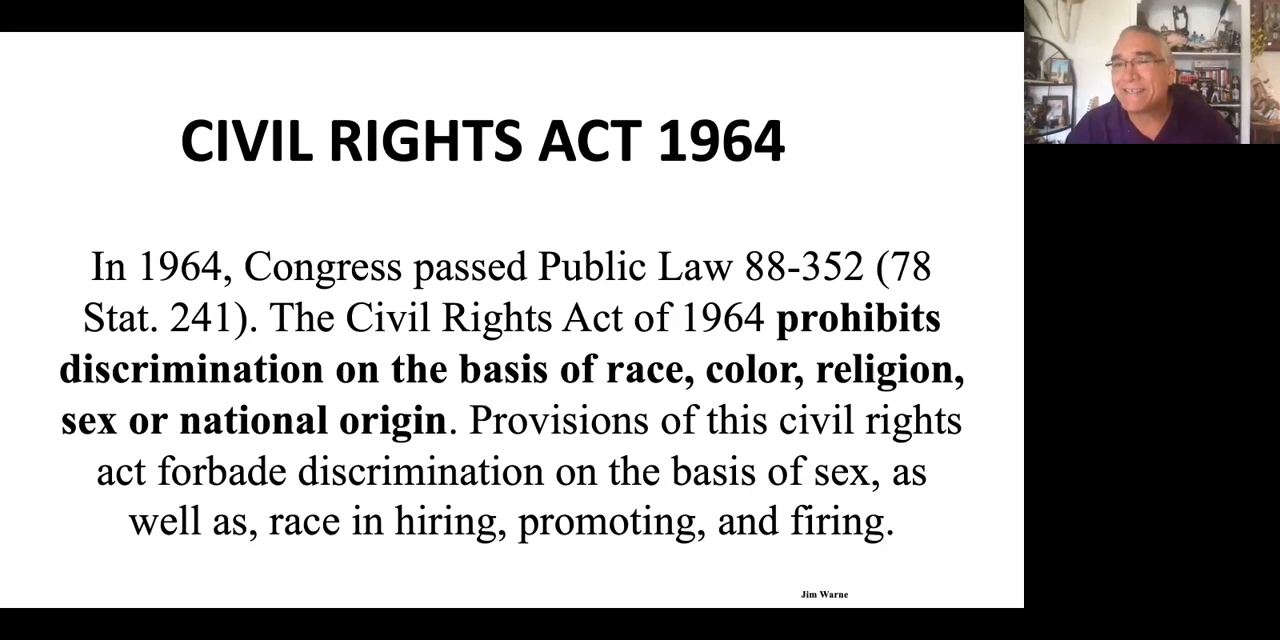 CIVIL RIGHTS ACT 1964
In 1964, Congress passed Public Law 88-352 (78
Stat. 241). The Civil Rights Act of 1964 prohibits
discrimination on the basis of race, color, religion,
sex or national origin. Provisions of this civil rights
act forbade discrimination on the basis of sex, as
well as, race in hiring, promoting, and firing.
Jim Warne